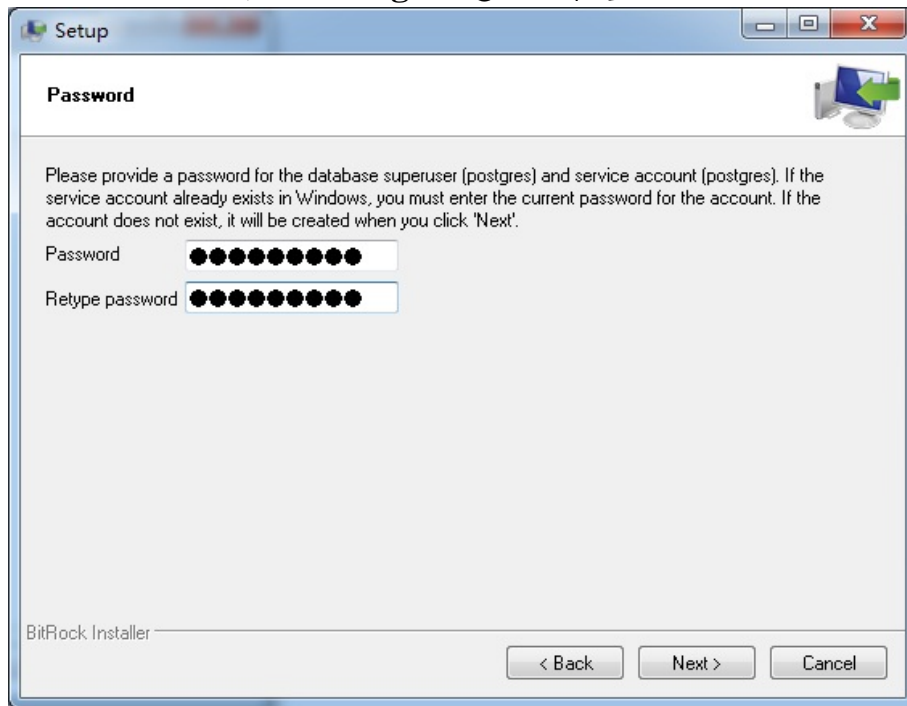 Setup
Password
Please provide a password for the database superuser (postgres) and service account (postgres). If the
service account already exists in Windows, you must enter the current password for the account. If the
account does not exist, it will be created when you click 'Next'.
Password ●●●●●●●●●
Retype password ●●●●●●●●●
BitRock Installer
< Back Next > Cancel